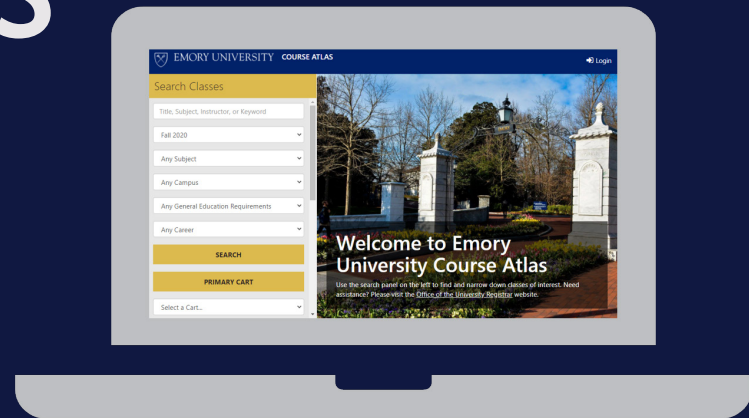 EMORY UNIVERSITY COURSE ATLAS
Login
Search Classes
Title, Subject, Instructor, or Keyword
Fall 2020
Any Subject
Any Campus
Any General Education Requirements
Any Career
SEARCH
PRIMARY CART
Select a Cart...
Welcome to Emory
University Course Atlas
Use the search panel on the left to find and narrow down classes of interest. Need
assistance? Please visit the Office of the University Registrar website.